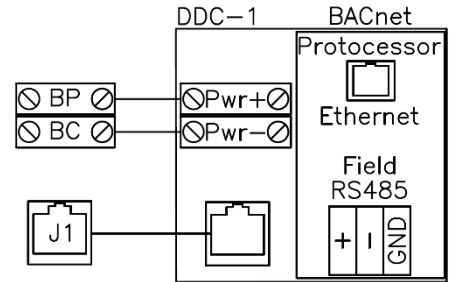 DDC-1 BACnet
Protocessor
Ethernet
BP Pwr+
BC Pwr-
Field
RS485
J1
+ - GND